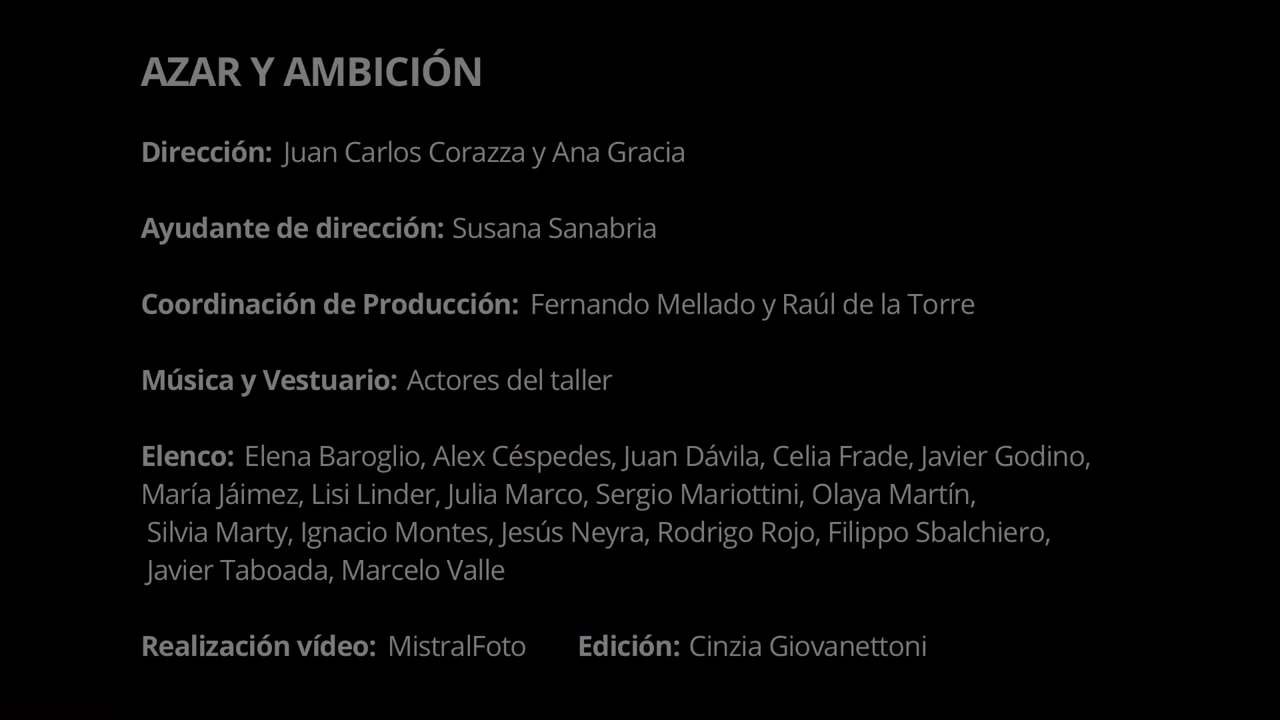 AZAR Y AMBICIÓN
Dirección: Juan Carlos Corazza y Ana Gracia
Ayudante de dirección: Susana Sanabria
Coordinación de Producción: Fernando Mellado y Raúl de la Torre
Música y Vestuario: Actores del taller
Elenco: Elena Baroglio, Alex Céspedes, Juan Dávila, Celia Frade, Javier Godino,
María Jáimez, Lisi Linder, Julia Marco, Sergio Mariottini, Olaya Martín,
Silvia Marty, Ignacio Montes, Jesús Neyra, Rodrigo Rojo, Filippo Sbalchiero,
Javier Taboada, Marcelo Valle
Realización vídeo: MistralFoto Edición: Cinzia Giovanettoni